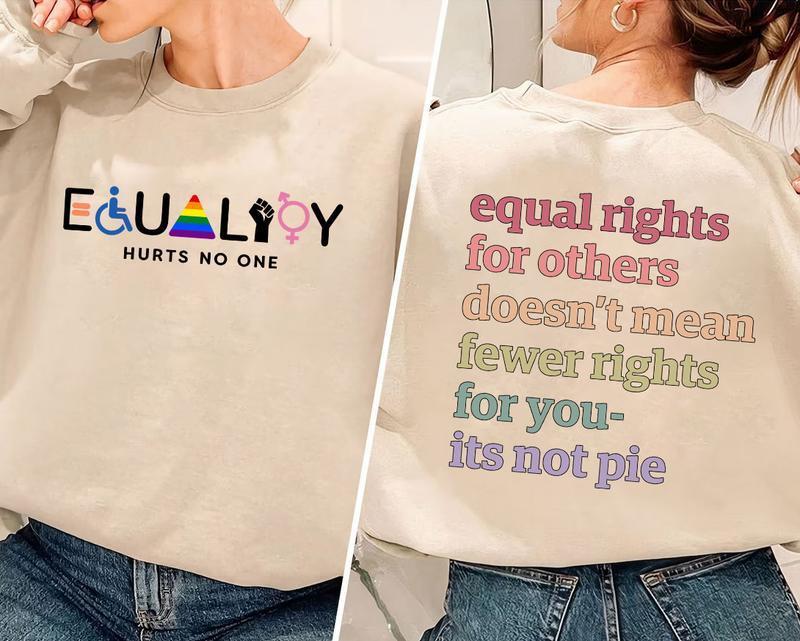 EQUALITY
HURTS NO ONE
equal rights
for others
doesn't mean
fewer rights
for you-
its not pie